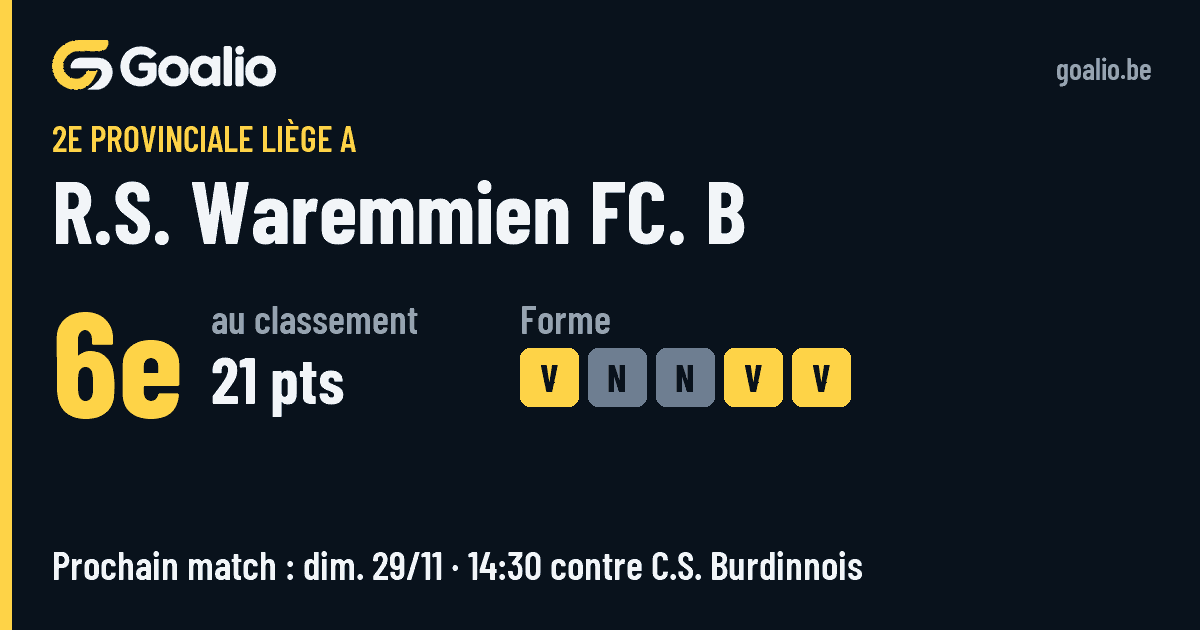 Goalio
goalio.be
2E PROVINCIALE LIÈGE A
R.S. Waremmien FC. B
6e
au classement
21 pts
Forme
V N N V V
Prochain match : dim. 29/11 · 14:30 contre C.S. Burdinnois